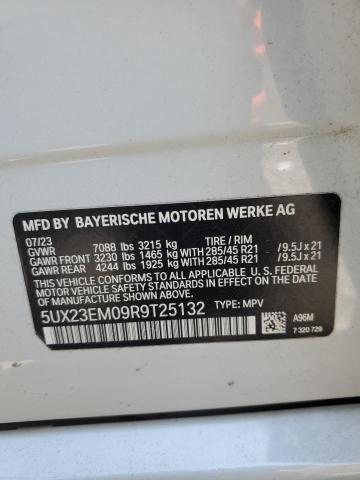 MFD BY BAYERISCHE MOTOREN WERKE AG
07/23
GVWR 7088 lbs 3215 kg TIRE / RIM
GAWR FRONT 3230 lbs 1465 kg WITH 285/45 R21 /9.5J x 21
GAWR REAR 4244 lbs 1925 kg WITH 285/45 R21 /9.5J x 21
THIS VEHICLE CONFORMS TO ALL APPLICABLE
FEDERAL MOTOR VEHICLE SAFETY STANDARDS
IN EFFECT ON THE DATE OF MANUFACTURE
SHOWN ABOVE.
5UX23EM09R9T25132 TYPE: MPV
A96M
7 320 729